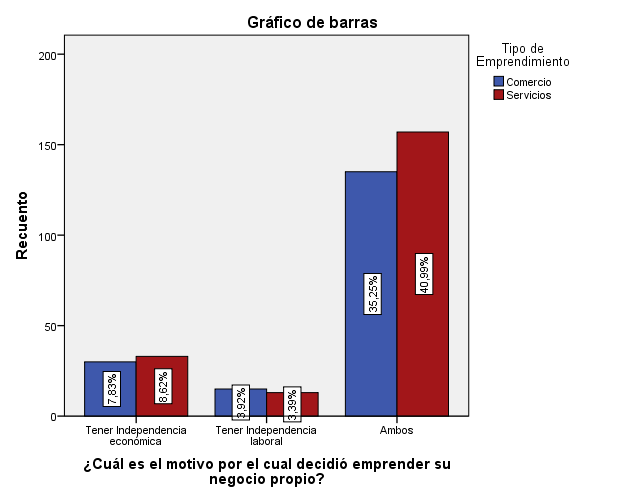 Gráfico de barras
Tipo de
Emprendimiento
Comercio
Servicios
Recuento
200
150
100
50
0
7,83%
8,62%
3,92%
3,39%
35,25%
40,99%
Tener Independencia
económica
Tener Independencia
laboral
Ambos
¿Cuál es el motivo por el cual decidió emprender su
negocio propio?